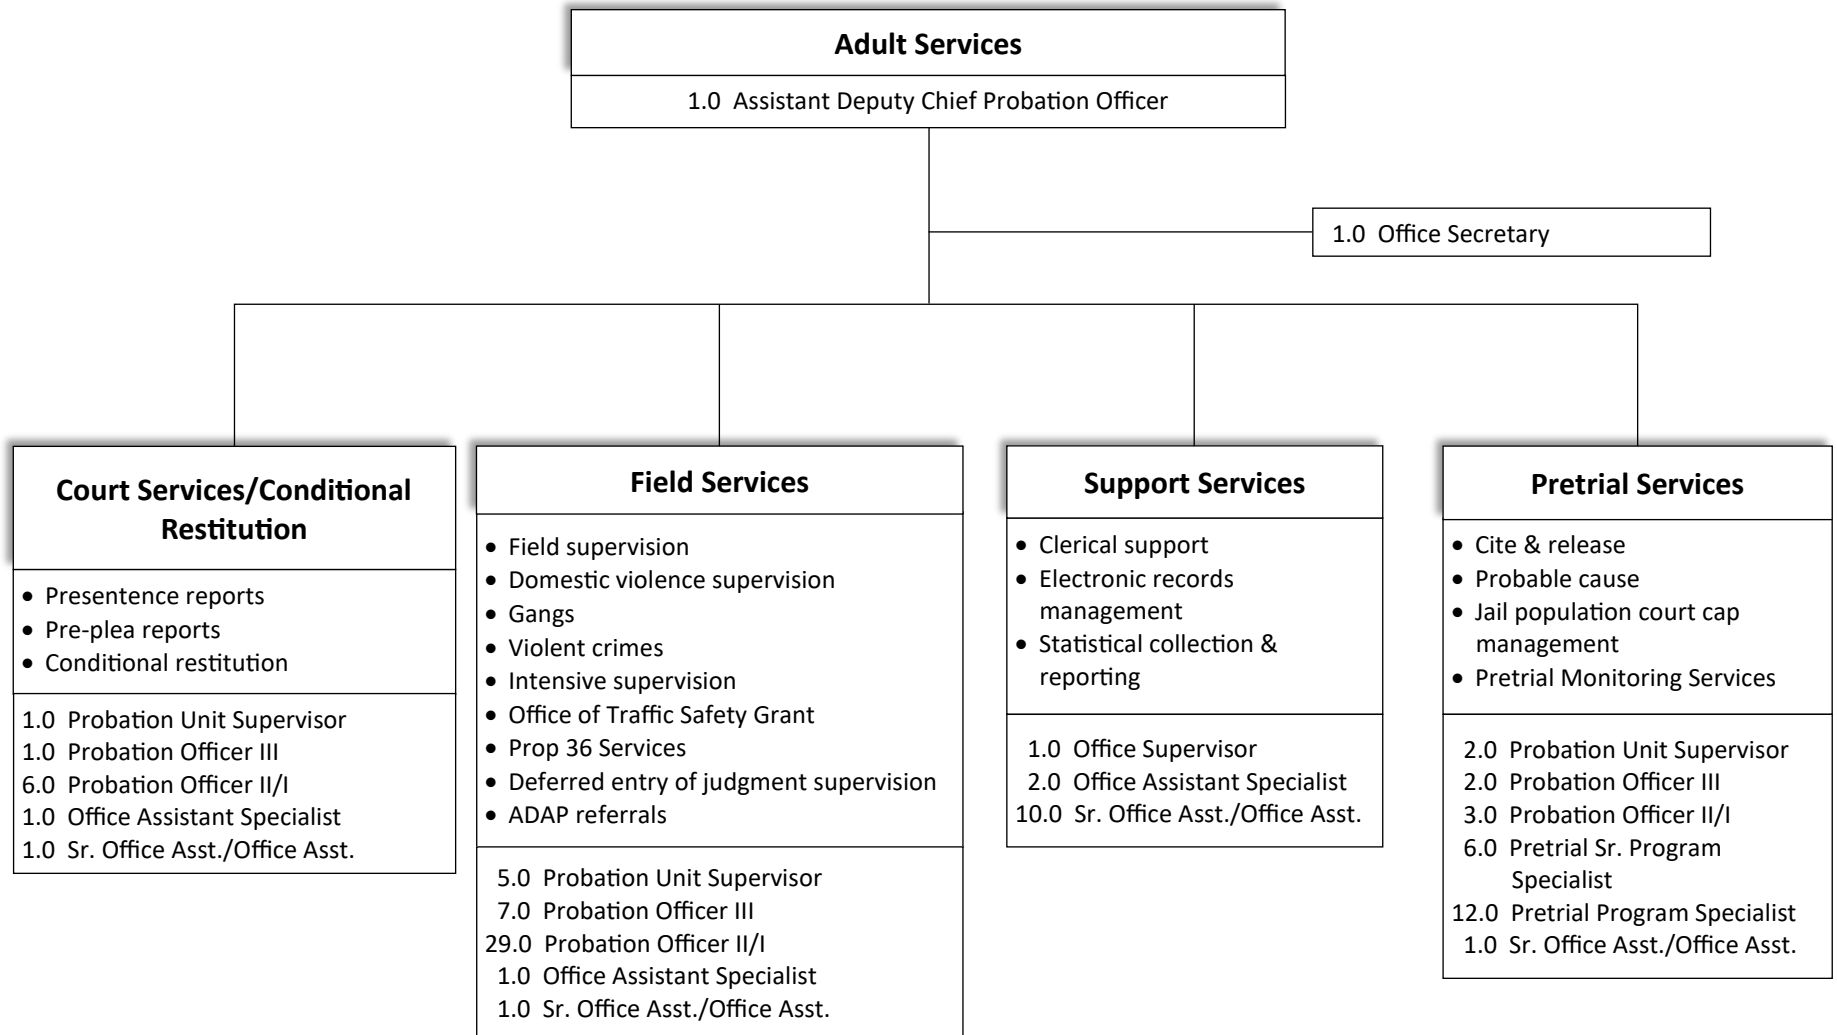 Adult Services
1.0 Assistant Deputy Chief Probation Officer
1.0 Office Secretary
Court Services/Conditional
Restitution
• Presentence reports
• Pre-plea reports
• Conditional restitution
1.0 Probation Unit Supervisor
1.0 Probation Officer III
6.0 Probation Officer II/I
1.0 Office Assistant Specialist
1.0 Sr. Office Asst./Office Asst.
Field Services
• Field supervision
• Domestic violence supervision
• Gangs
• Violent crimes
• Intensive supervision
• Office of Traffic Safety Grant
• Prop 36 Services
• Deferred entry of judgment supervision
• ADAP referrals
5.0 Probation Unit Supervisor
7.0 Probation Officer III
29.0 Probation Officer II/I
1.0 Office Assistant Specialist
1.0 Sr. Office Asst./Office Asst.
Support Services
• Clerical support
• Electronic records
management
• Statistical collection &
reporting
1.0 Office Supervisor
2.0 Office Assistant Specialist
10.0 Sr. Office Asst./Office Asst.
Pretrial Services
• Cite & release
• Probable cause
• Jail population court cap
management
• Pretrial Monitoring Services
2.0 Probation Unit Supervisor
2.0 Probation Officer III
3.0 Probation Officer II/I
6.0 Pretrial Sr. Program
Specialist
12.0 Pretrial Program Specialist
1.0 Sr. Office Asst./Office Asst.